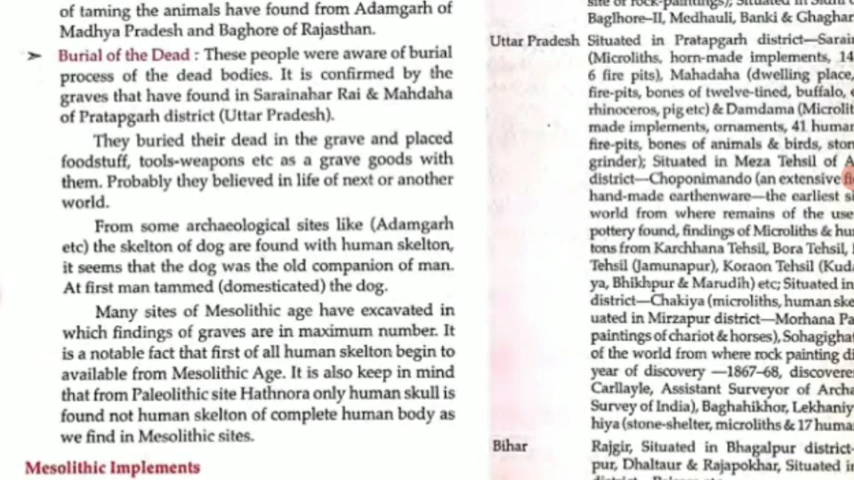 of taming the animals have found from Adamgarh of
Madhya Pradesh and Baghore of Rajasthan.
➤ Burial of the Dead : These people were aware of burial
process of the dead bodies. It is confirmed by the
graves that have found in Sarainahar Rai & Mahdaha
of Pratapgarh district (Uttar Pradesh).
They buried their dead in the grave and placed
foodstuff, tools-weapons etc as a grave goods with
them. Probably they believed in life of next or another
world.
From some archaeological sites like (Adamgarh
etc) the skelton of dog are found with human skelton,
it seems that the dog was the old companion of man.
At first man tammed (domesticated) the dog.
Many sites of Mesolithic age have excavated in
which findings of graves are in maximum number. It
is a notable fact that first of all human skelton begin to
available from Mesolithic Age. It is also keep in mind
that from Paleolithic site Hathnora only human skull is
found not human skelton of complete human body as
we find in Mesolithic sites.
Mesolithic Implements
Baglhore–II, Medhauli, Banki & Ghaghar
Uttar Pradesh Situated in Pratapgarh district—Sarain
(Microliths, horn-made implements, 14
6 fire pits), Mahadaha (dwelling place,
fire-pits, bones of twelve-tined, buffalo,
rhinoceros, pig etc) & Damdama (Microlit
made implements, ornaments, 41 human
fire-pits, bones of animals & birds, ston
grinder); Situated in Meza Tehsil of A
district—Choponimando (an extensive
hand-made earthenware—the earliest si
world from where remains of the use
pottery found, findings of Microliths & hu
tons from Karchhana Tehsil, Bora Tehsil,
Tehsil (Jamunapur), Koraon Tehsil (Kud
ya, Bhikhpur & Marudih) etc; Situated in
district—Chakiya (microliths, human ske
uated in Mirzapur district—Morhana Pa
paintings of chariot & horses), Sohagighat
of the world from where rock painting di
year of discovery —1867–68, discovere
Carllayle, Assistant Surveyor of Archa
Survey of India), Baghahikhor, Lekhaniy
hiya (stone-shelter, microliths & 17 huma
Bihar Rajgir, Situated in Bhagalpur district
pur, Dhaltaur & Rajapokhar, Situated in